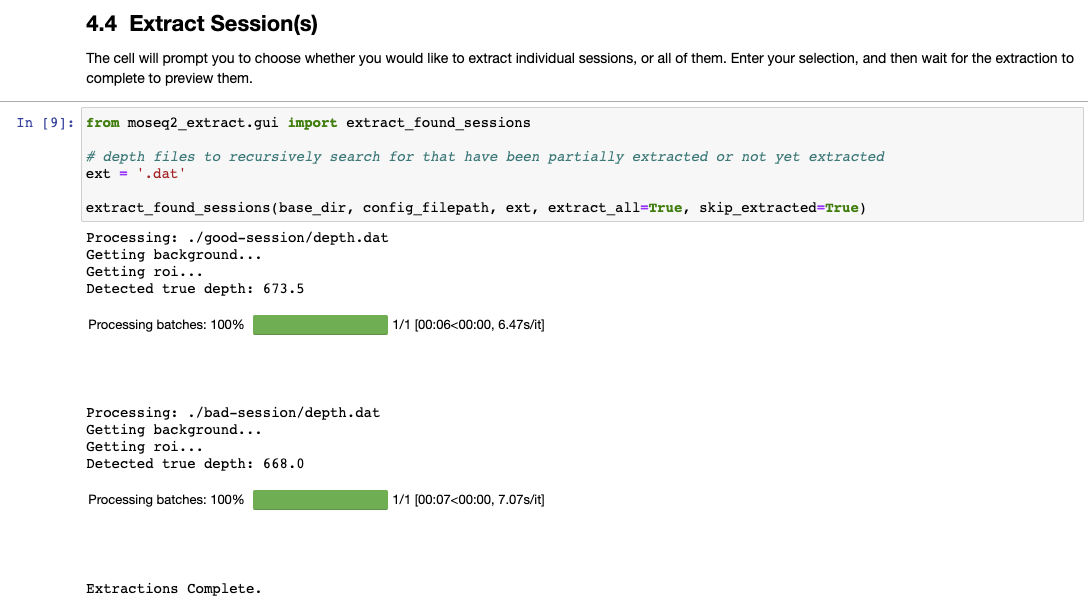 4.4 Extract Session(s)
The cell will prompt you to choose whether you would like to extract individual sessions, or all of them. Enter your selection, and then wait for the extraction to
complete to preview them.
In [9]: from moseq2_extract.gui import extract_found_sessions
# depth files to recursively search for that have been partially extracted or not yet extracted
ext = '.dat'
extract_found_sessions(base_dir, config_filepath, ext, extract_all=True, skip_extracted=True)
Processing: ./good-session/depth.dat
Getting background...
Getting roi...
Detected true depth: 673.5
Processing batches: 100% 1/1 [00:06<00:00, 6.47s/it]
Processing: ./bad-session/depth.dat
Getting background...
Getting roi...
Detected true depth: 668.0
Processing batches: 100% 1/1 [00:07<00:00, 7.07s/it]
Extractions Complete.